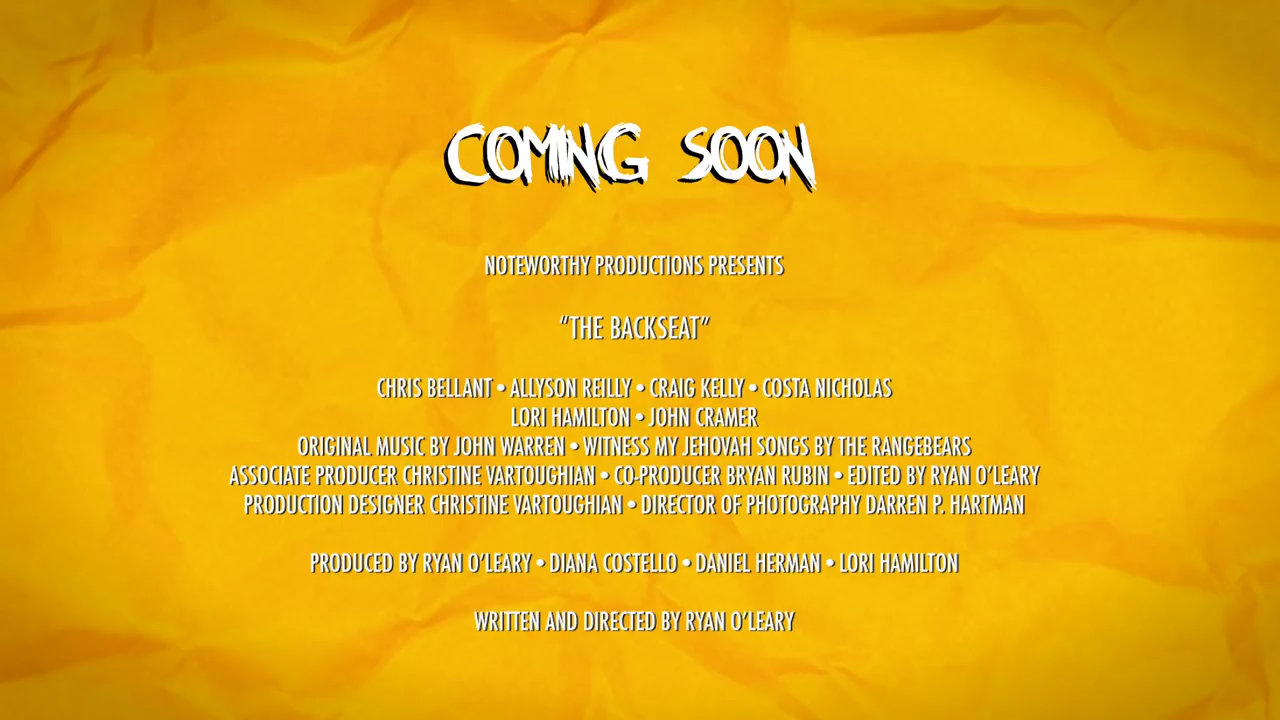 COMING SOON
NOTEWORTHY PRODUCTIONS PRESENTS
“THE BACKSEAT”
CHRIS BELLANT • ALLYSON REILLY • CRAIG KELLY • COSTA NICHOLAS
LORI HAMILTON • JOHN CRAMER
ORIGINAL MUSIC BY JOHN WARREN • WITNESS MY JEHOVAH SONGS BY THE RANGEBEARS
ASSOCIATE PRODUCER CHRISTINE VARTOUGHIAN • CO-PRODUCER BRYAN RUBIN • EDITED BY RYAN O’LEARY
PRODUCTION DESIGNER CHRISTINE VARTOUGHIAN • DIRECTOR OF PHOTOGRAPHY DARREN P. HARTMAN
PRODUCED BY RYAN O’LEARY • DIANA COSTELLO • DANIEL HERMAN • LORI HAMILTON
WRITTEN AND DIRECTED BY RYAN O’LEARY